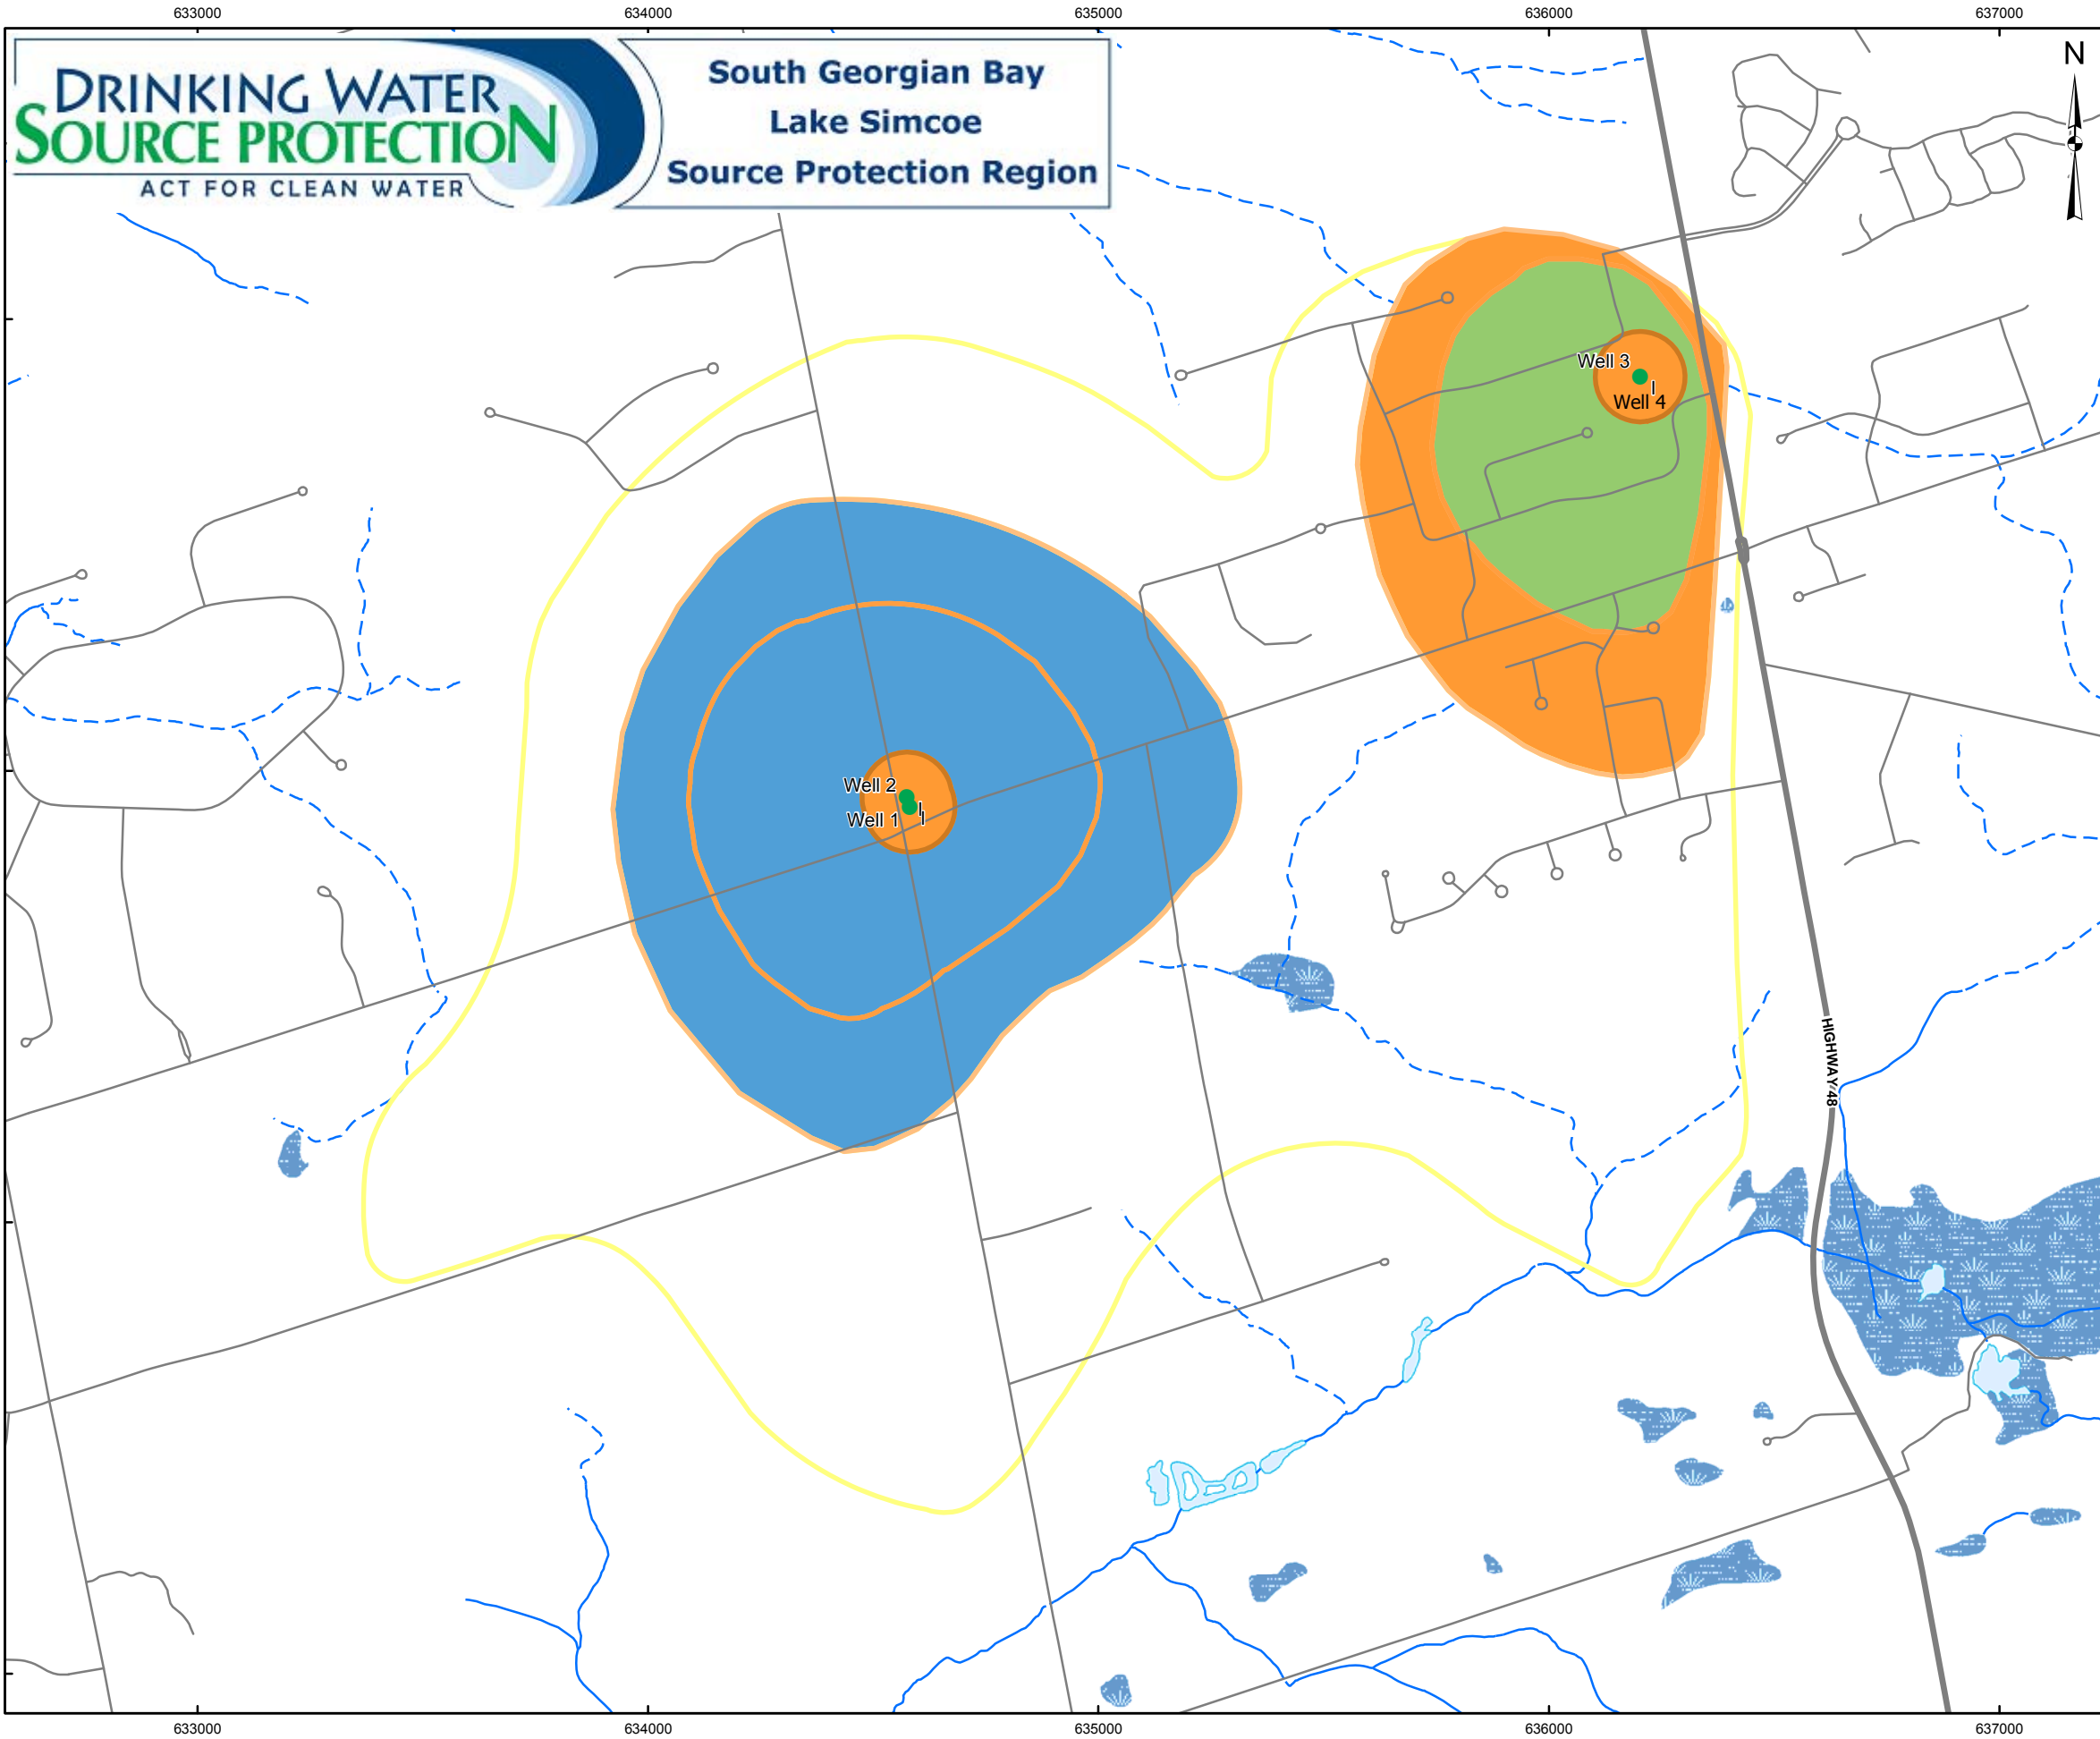 633000 634000 635000 636000 637000
DRINKING WATER
SOURCE PROTECTION
ACT FOR CLEAN WATER
South Georgian Bay
Lake Simcoe
Source Protection Region
N
Well 3
Well 4
Well 2
Well 1
HIGHWAY 48
633000 634000 635000 636000 637000